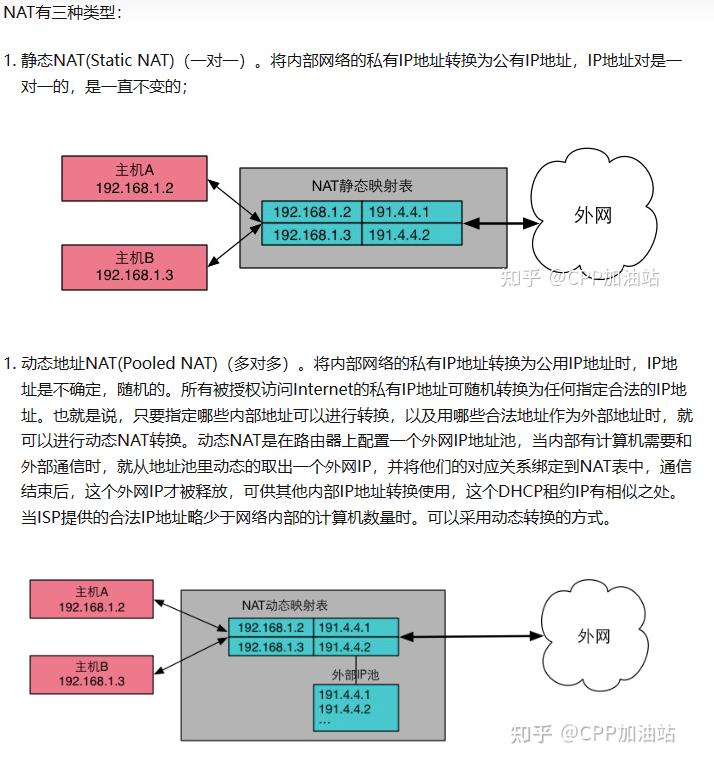 NAT有三种类型：
1. 静态NAT(Static NAT)（一对一）。将内部网络的私有IP地址转换为公有IP地址，IP地址对是一
对一的，是一直不变的；
主机A
192.168.1.2
主机B
192.168.1.3
NAT静态映射表
192.168.1.2 191.4.4.1
192.168.1.3 191.4.4.2
外网
知乎 @CPP加油站
1. 动态地址NAT(Pooled NAT)（多对多）。将内部网络的私有IP地址转换为公用IP地址时，IP地
址是不确定，随机的。所有被授权访问Internet的私有IP地址可随机转换为任何指定合法的IP地
址。也就是说，只要指定哪些内部地址可以进行转换，以及用哪些合法地址作为外部地址时，就
可以进行动态NAT转换。动态NAT是在路由器上配置一个外网IP地址池，当内部有计算机需要和
外部通信时，就从地址池里动态的取出一个外网IP，并将他们的对应关系绑定到NAT表中，通信
结束后，这个外网IP才被释放，可供其他内部IP地址转换使用，这个DHCP租约IP有相似之处。
当ISP提供的合法IP地址略少于网络内部的计算机数量时。可以采用动态转换的方式。
主机A
192.168.1.2
主机B
192.168.1.3
NAT动态映射表
192.168.1.2 191.4.4.1
192.168.1.3 191.4.4.2
外部IP池
191.4.4.1
191.4.4.2
...
外网
知乎 @CPP加油站